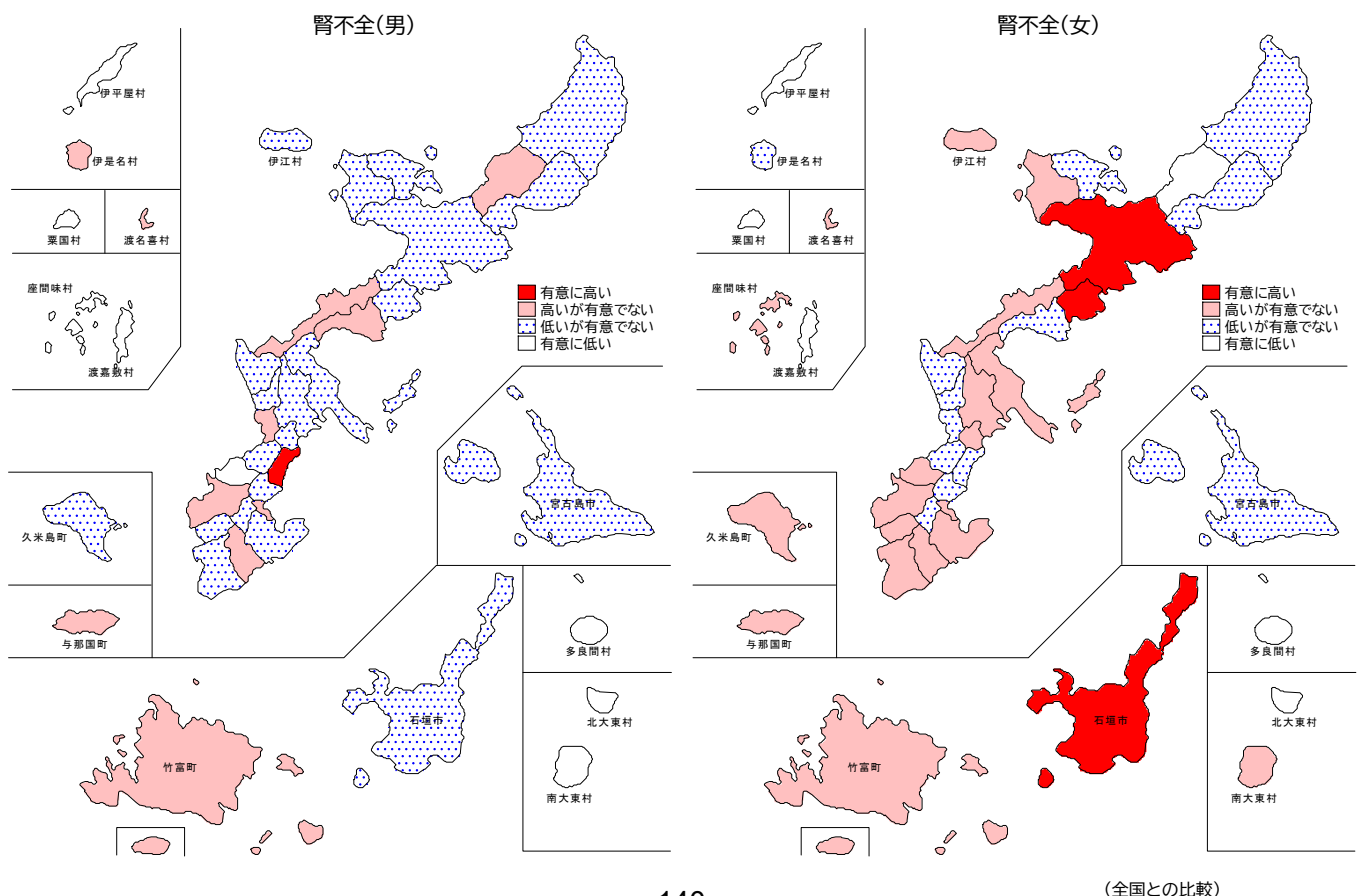 腎不全(男)
伊平屋村
伊是名村
伊江村
粟国村
渡名喜村
座間味村
渡嘉敷村
有意に高い
高いが有意でない
低いが有意でない
有意に低い
久米島町
宮古島市
与那国町
多良間村
石垣市
北大東村
竹富町
南大東村
腎不全(女)
伊平屋村
伊是名村
伊江村
粟国村
渡名喜村
座間味村
渡嘉敷村
有意に高い
高いが有意でない
低いが有意でない
有意に低い
久米島町
宮古島市
与那国町
多良間村
石垣市
北大東村
竹富町
南大東村
(全国との比較)